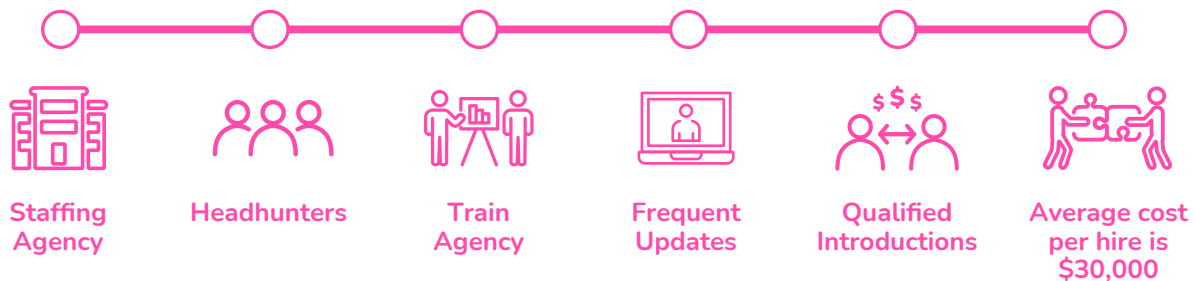 $ $ $
Staffing
Agency
Headhunters
Train
Agency
Frequent
Updates
Qualified
Introductions
Average cost
per hire is
$30,000